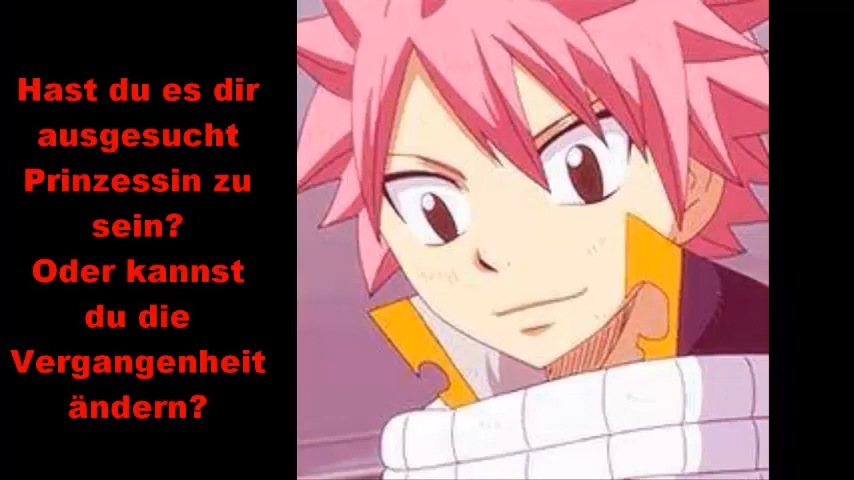 Hast du es dir
ausgesucht
Prinzessin zu
sein?
Oder kannst
du die
Vergangenheit
ändern?